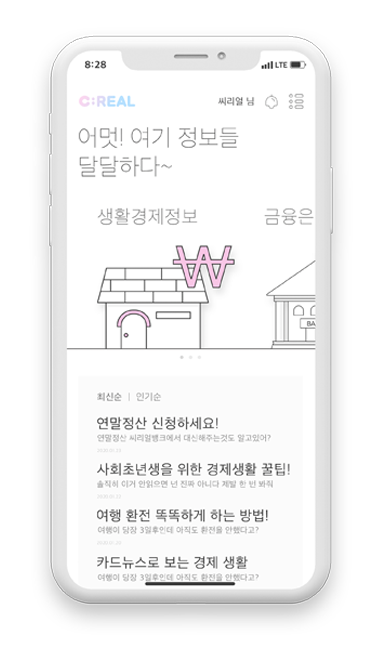 8:28
LTE
C:REAL
씨리얼 님
어멋! 여기 정보들
달달하다~
생활경제정보
금융은
BA
최신순 | 인기순
연말정산 신청하세요!
연말정산 씨리얼뱅크에서 대신해주는것도 알고있어?
사회초년생을 위한 경제생활 꿀팁!
솔직히 이거 안읽으면 넌 진짜 아니다 제발 한 번 봐줘
여행 환전 똑똑하게 하는 방법!
여행이 당장 3일후인데 아직도 환전을 안했다고?
카드뉴스로 보는 경제 생활
여행이 당장 3일후인데 아직도 환전을 안했다고?